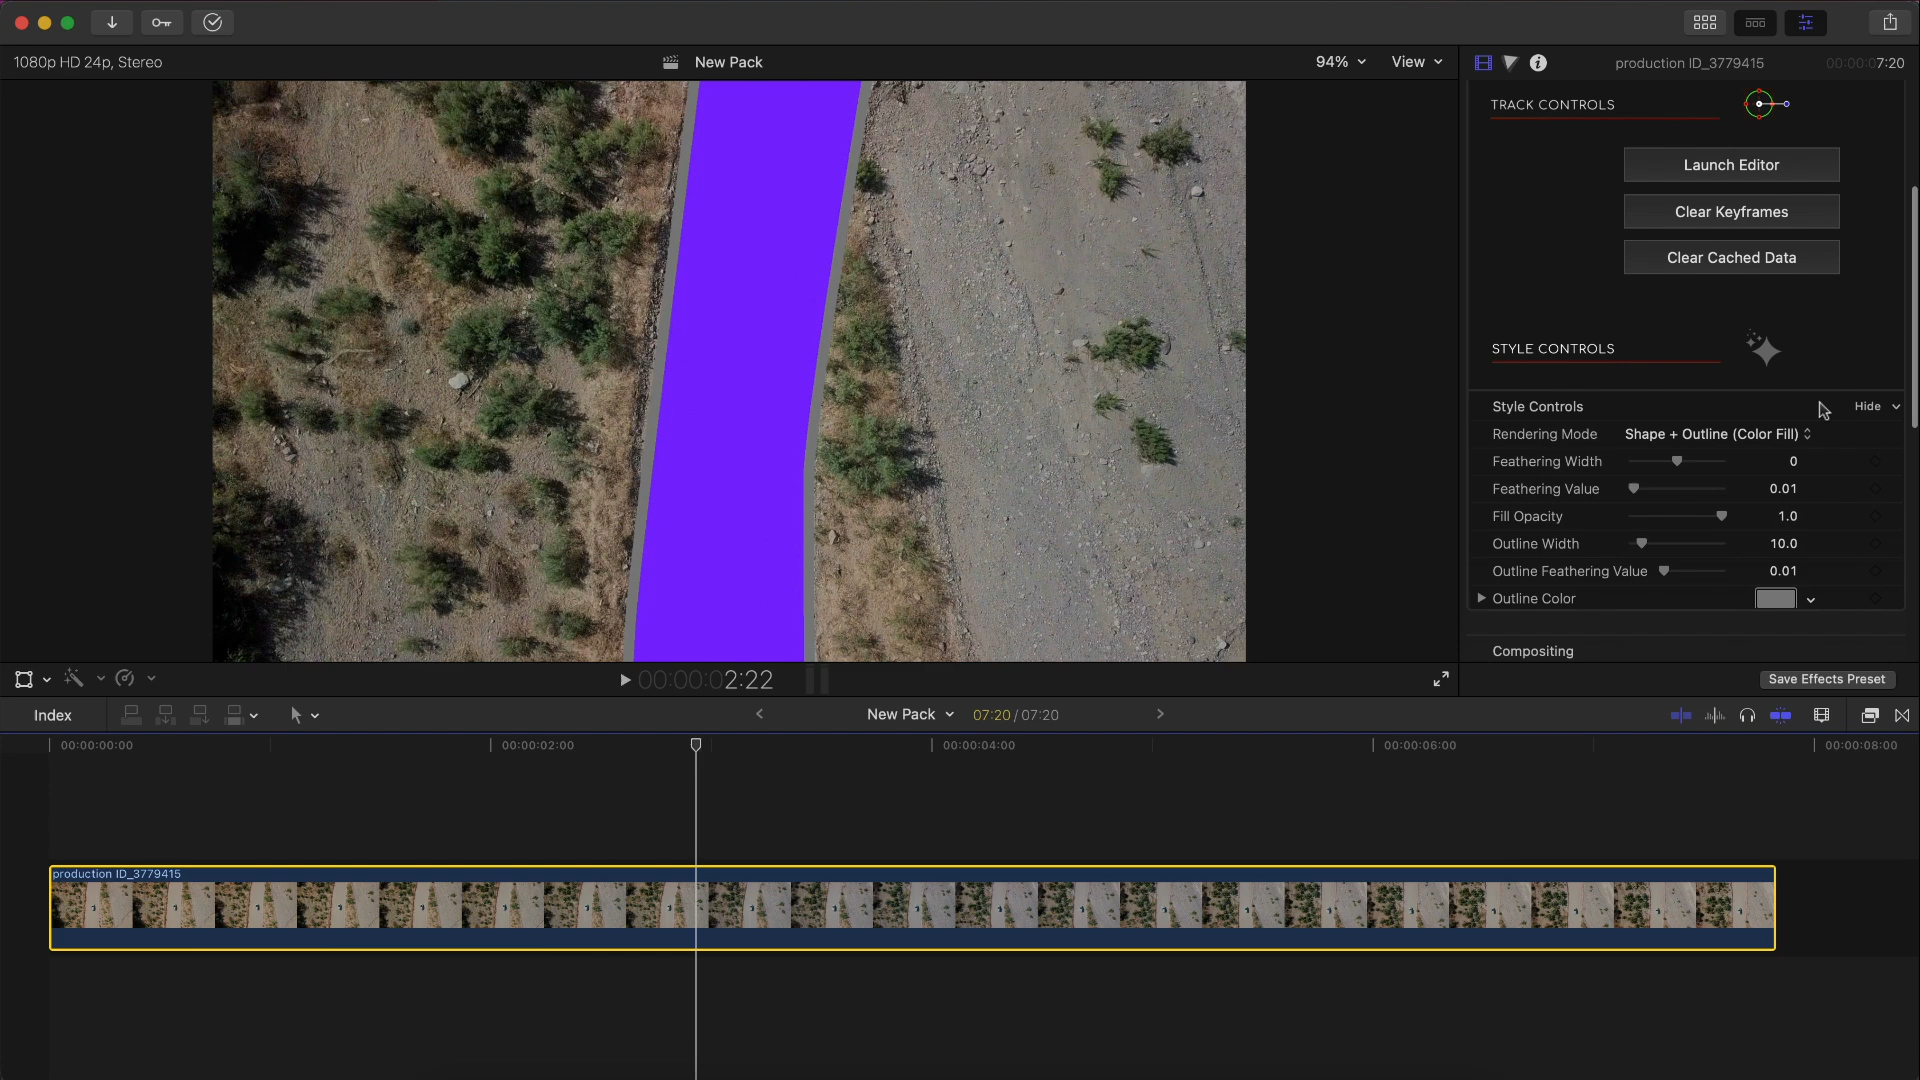 1080p HD 24p, Stereo
New Pack
94%
View
production ID_3779415
00:00:07:20
TRACK CONTROLS
Launch Editor
Clear Keyframes
Clear Cached Data
STYLE CONTROLS
Style Controls
Hide
Rendering Mode
Shape + Outline (Color Fill)
Feathering Width
0
Feathering Value
0.01
Fill Opacity
1.0
Outline Width
10.0
Outline Feathering Value
0.01
Outline Color
Compositing
00:00:02:22
Save Effects Preset
Index
New Pack
07:20 / 07:20
00:00:00:00
00:00:02:00
00:00:04:00
00:00:06:00
00:00:08:00
production ID_3779415